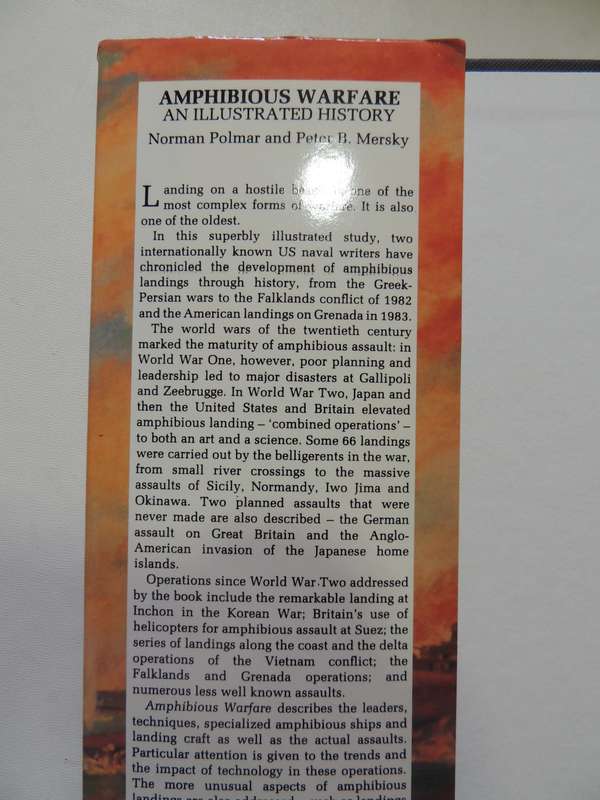 AMPHIBIOUS WARFARE
AN ILLUSTRATED HISTORY
Norman Polmar and Peter B. Mersky
Landing on a hostile one of the
most complex forms of warfare. It is also
one of the oldest.
In this superbly illustrated study, two
internationally known US naval writers have
chronicled the development of amphibious
landings through history, from the Greek-
Persian wars to the Falklands conflict of 1982
and the American landings on Grenada in 1983.
The world wars of the twentieth century
marked the maturity of amphibious assault: in
World War One, however, poor planning and
leadership led to major disasters at Gallipoli
and Zeebrugge. In World War Two, Japan and
then the United States and Britain elevated
amphibious landing – ‘combined operations’ –
to both an art and a science. Some 66 landings
were carried out by the belligerents in the war,
from small river crossings to the massive
assaults of Sicily, Normandy, Iwo Jima and
Okinawa. Two planned assaults that were
never made are also described – the German
assault on Great Britain and the Anglo-
American invasion of the Japanese home
islands.
Operations since World War Two addressed
by the book include the remarkable landing at
Inchon in the Korean War; Britain's use of
helicopters for amphibious assault at Suez; the
series of landings along the coast and the delta
operations of the Vietnam conflict; the
Falklands and Grenada operations; and
numerous less well known assaults.
Amphibious Warfare describes the leaders,
techniques, specialized amphibious ships and
landing craft as well as the actual assaults.
Particular attention is given to the trends and
the impact of technology in these operations.
The more unusual aspects of amphibious
landings are also addressed – such as landings